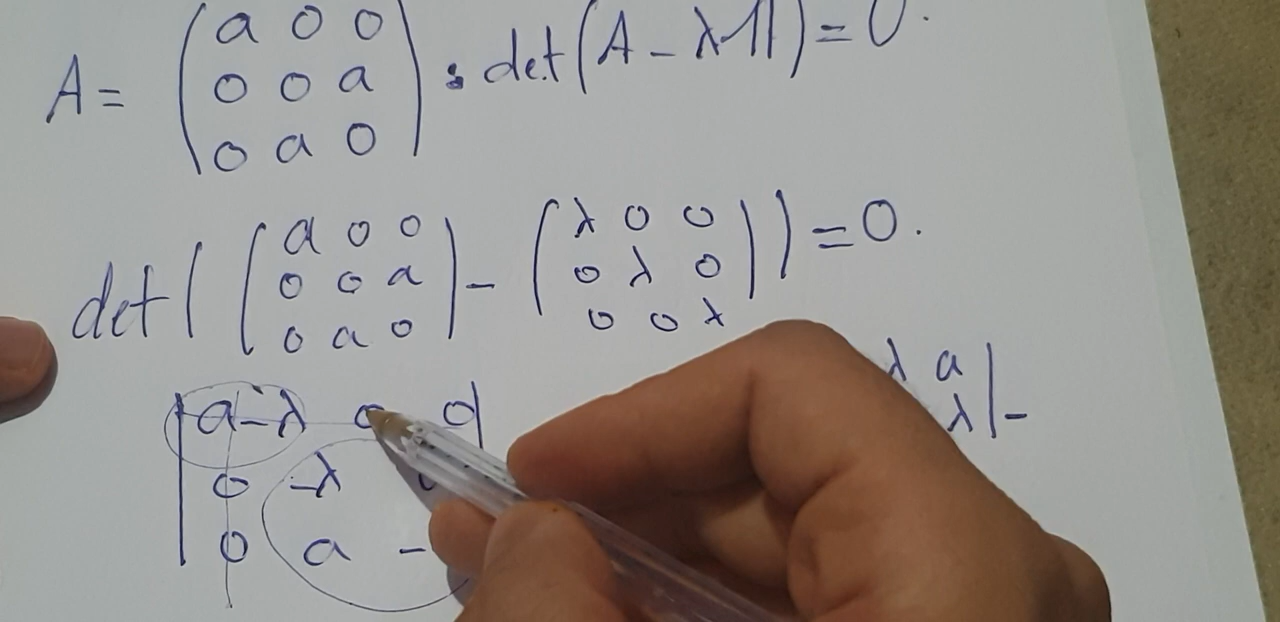 a 0 0
A = 0 0 a : det(A - λ1) = 0.
0 a 0
a 0 0 λ 0 0
det( ( 0 0 a ) - ( 0 λ 0 ) ) = 0.
0 a 0 0 0 λ
λ a
|a-λ 0 0| λ| -
0 -λ
0 a -